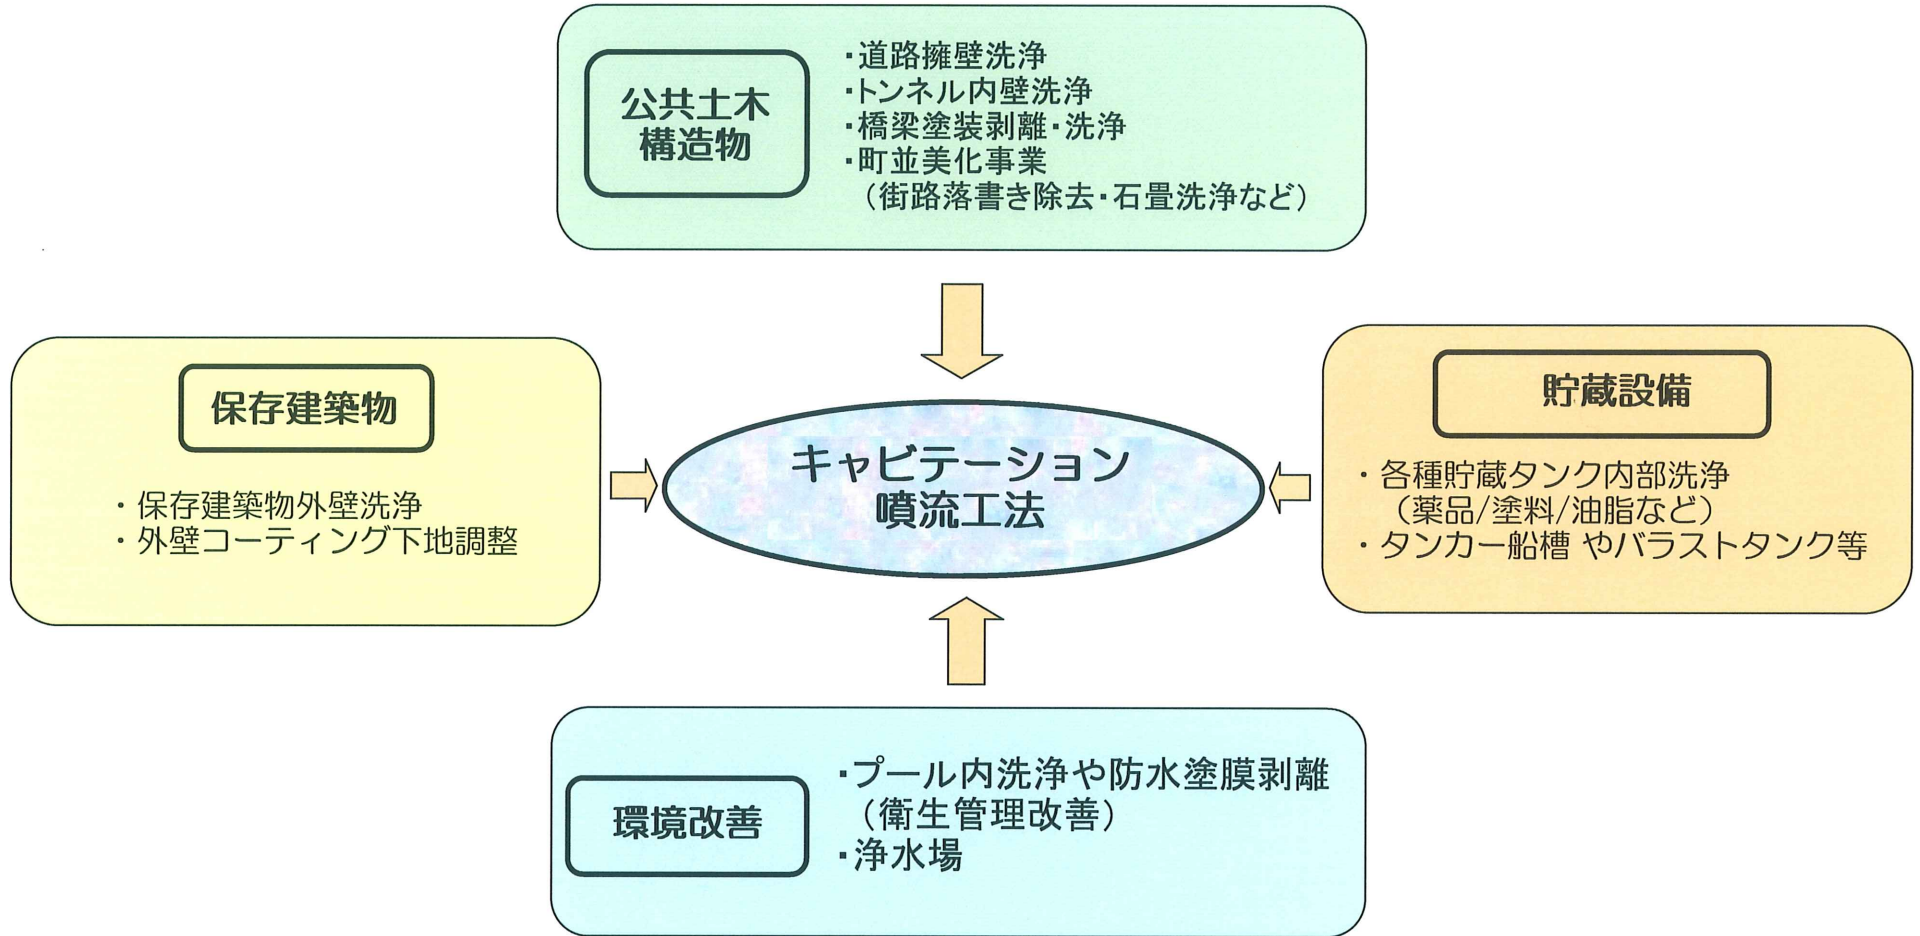 公共土木
構造物
・道路擁壁洗浄
・トンネル内壁洗浄
・橋梁塗装剥離・洗浄
・町並美化事業
（街路落書き除去・石畳洗浄など）
保存建築物
・保存建築物外壁洗浄
・外壁コーティング下地調整
キャビテーション
噴流工法
貯蔵設備
・各種貯蔵タンク内部洗浄
（薬品/塗料/油脂など）
・タンカー船槽 やバラストタンク等
環境改善
・プール内洗浄や防水塗膜剥離
（衛生管理改善）
・浄水場